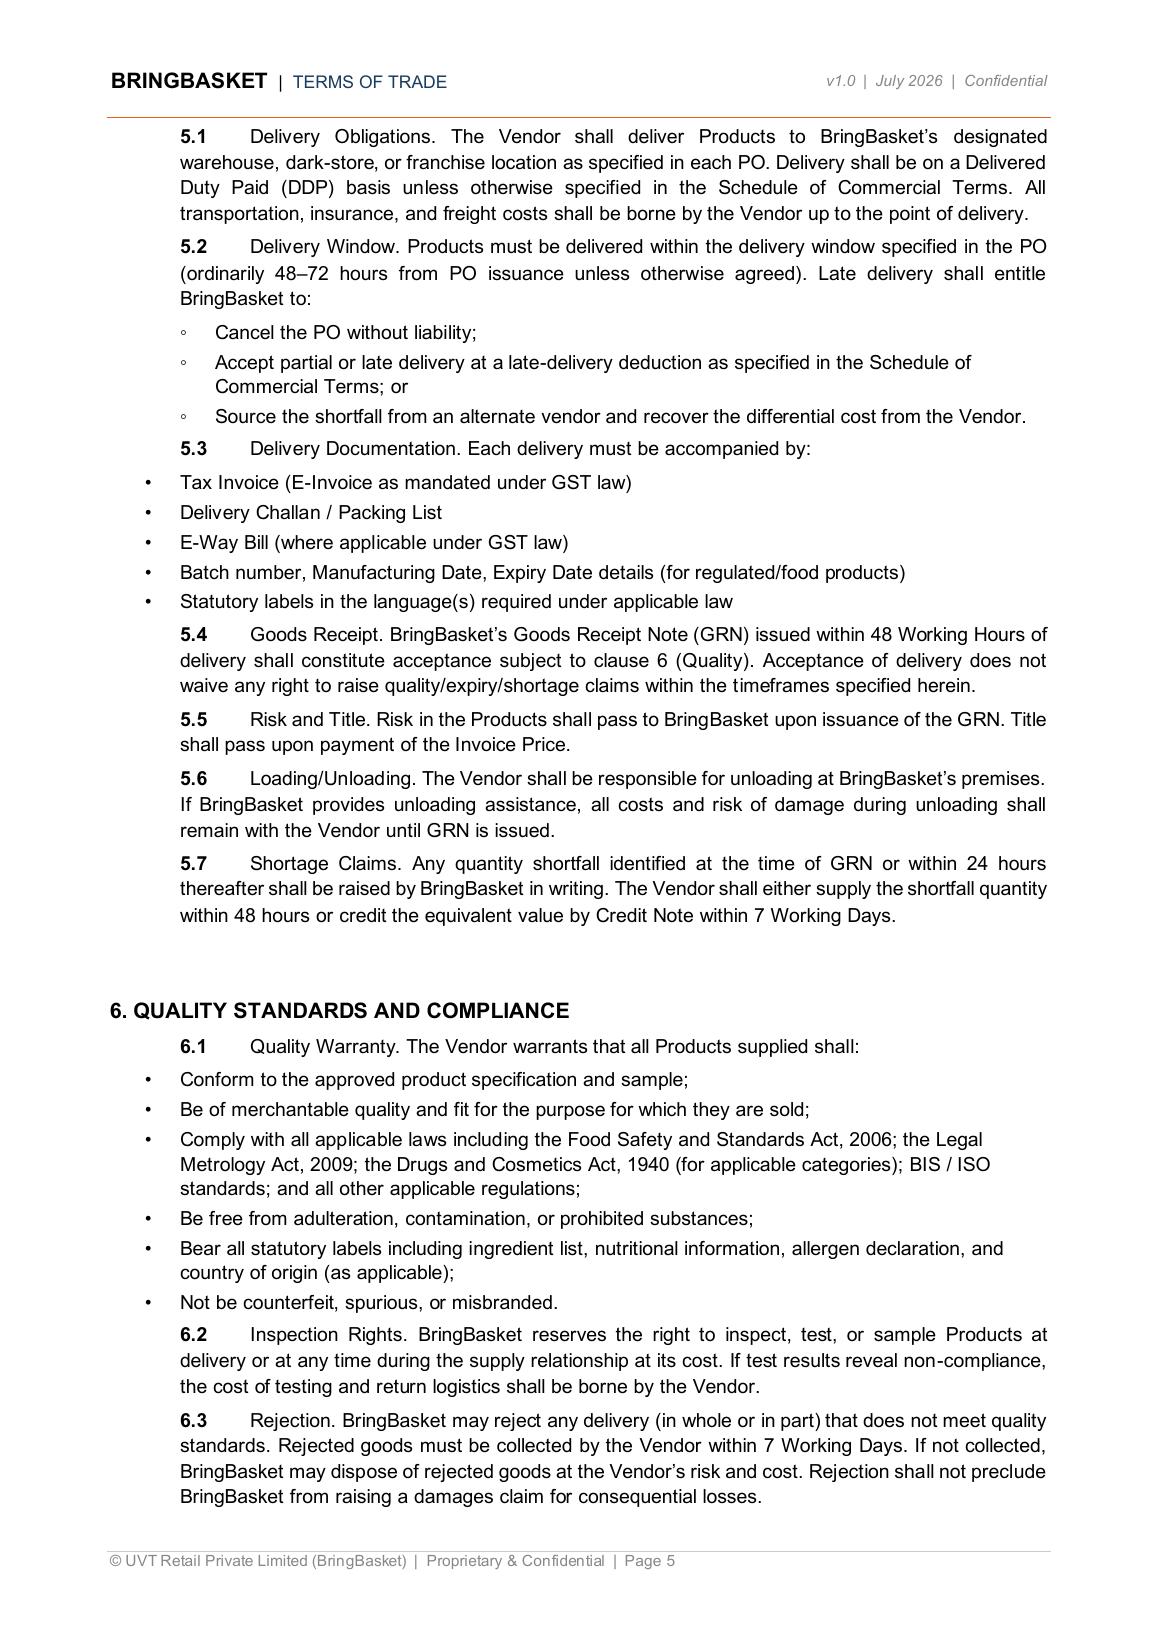 BRINGBASKET | TERMS OF TRADE
v1.0 | July 2026 | Confidential
5.1 Delivery Obligations. The Vendor shall deliver Products to BringBasket’s designated
warehouse, dark-store, or franchise location as specified in each PO. Delivery shall be on a Delivered
Duty Paid (DDP) basis unless otherwise specified in the Schedule of Commercial Terms. All
transportation, insurance, and freight costs shall be borne by the Vendor up to the point of delivery.
5.2 Delivery Window. Products must be delivered within the delivery window specified in the PO
(ordinarily 48–72 hours from PO issuance unless otherwise agreed). Late delivery shall entitle
BringBasket to:
◦ Cancel the PO without liability;
◦ Accept partial or late delivery at a late-delivery deduction as specified in the Schedule of
Commercial Terms; or
◦ Source the shortfall from an alternate vendor and recover the differential cost from the Vendor.
5.3 Delivery Documentation. Each delivery must be accompanied by:
• Tax Invoice (E-Invoice as mandated under GST law)
• Delivery Challan / Packing List
• E-Way Bill (where applicable under GST law)
• Batch number, Manufacturing Date, Expiry Date details (for regulated/food products)
• Statutory labels in the language(s) required under applicable law
5.4 Goods Receipt. BringBasket’s Goods Receipt Note (GRN) issued within 48 Working Hours of
delivery shall constitute acceptance subject to clause 6 (Quality). Acceptance of delivery does not
waive any right to raise quality/expiry/shortage claims within the timeframes specified herein.
5.5 Risk and Title. Risk in the Products shall pass to BringBasket upon issuance of the GRN. Title
shall pass upon payment of the Invoice Price.
5.6 Loading/Unloading. The Vendor shall be responsible for unloading at BringBasket’s premises.
If BringBasket provides unloading assistance, all costs and risk of damage during unloading shall
remain with the Vendor until GRN is issued.
5.7 Shortage Claims. Any quantity shortfall identified at the time of GRN or within 24 hours
thereafter shall be raised by BringBasket in writing. The Vendor shall either supply the shortfall quantity
within 48 hours or credit the equivalent value by Credit Note within 7 Working Days.
6. QUALITY STANDARDS AND COMPLIANCE
6.1 Quality Warranty. The Vendor warrants that all Products supplied shall:
• Conform to the approved product specification and sample;
• Be of merchantable quality and fit for the purpose for which they are sold;
• Comply with all applicable laws including the Food Safety and Standards Act, 2006; the Legal
Metrology Act, 2009; the Drugs and Cosmetics Act, 1940 (for applicable categories); BIS / ISO
standards; and all other applicable regulations;
• Be free from adulteration, contamination, or prohibited substances;
• Bear all statutory labels including ingredient list, nutritional information, allergen declaration, and
country of origin (as applicable);
• Not be counterfeit, spurious, or misbranded.
6.2 Inspection Rights. BringBasket reserves the right to inspect, test, or sample Products at
delivery or at any time during the supply relationship at its cost. If test results reveal non-compliance,
the cost of testing and return logistics shall be borne by the Vendor.
6.3 Rejection. BringBasket may reject any delivery (in whole or in part) that does not meet quality
standards. Rejected goods must be collected by the Vendor within 7 Working Days. If not collected,
BringBasket may dispose of rejected goods at the Vendor’s risk and cost. Rejection shall not preclude
BringBasket from raising a damages claim for consequential losses.
© UVT Retail Private Limited (BringBasket) | Proprietary & Confidential | Page 5